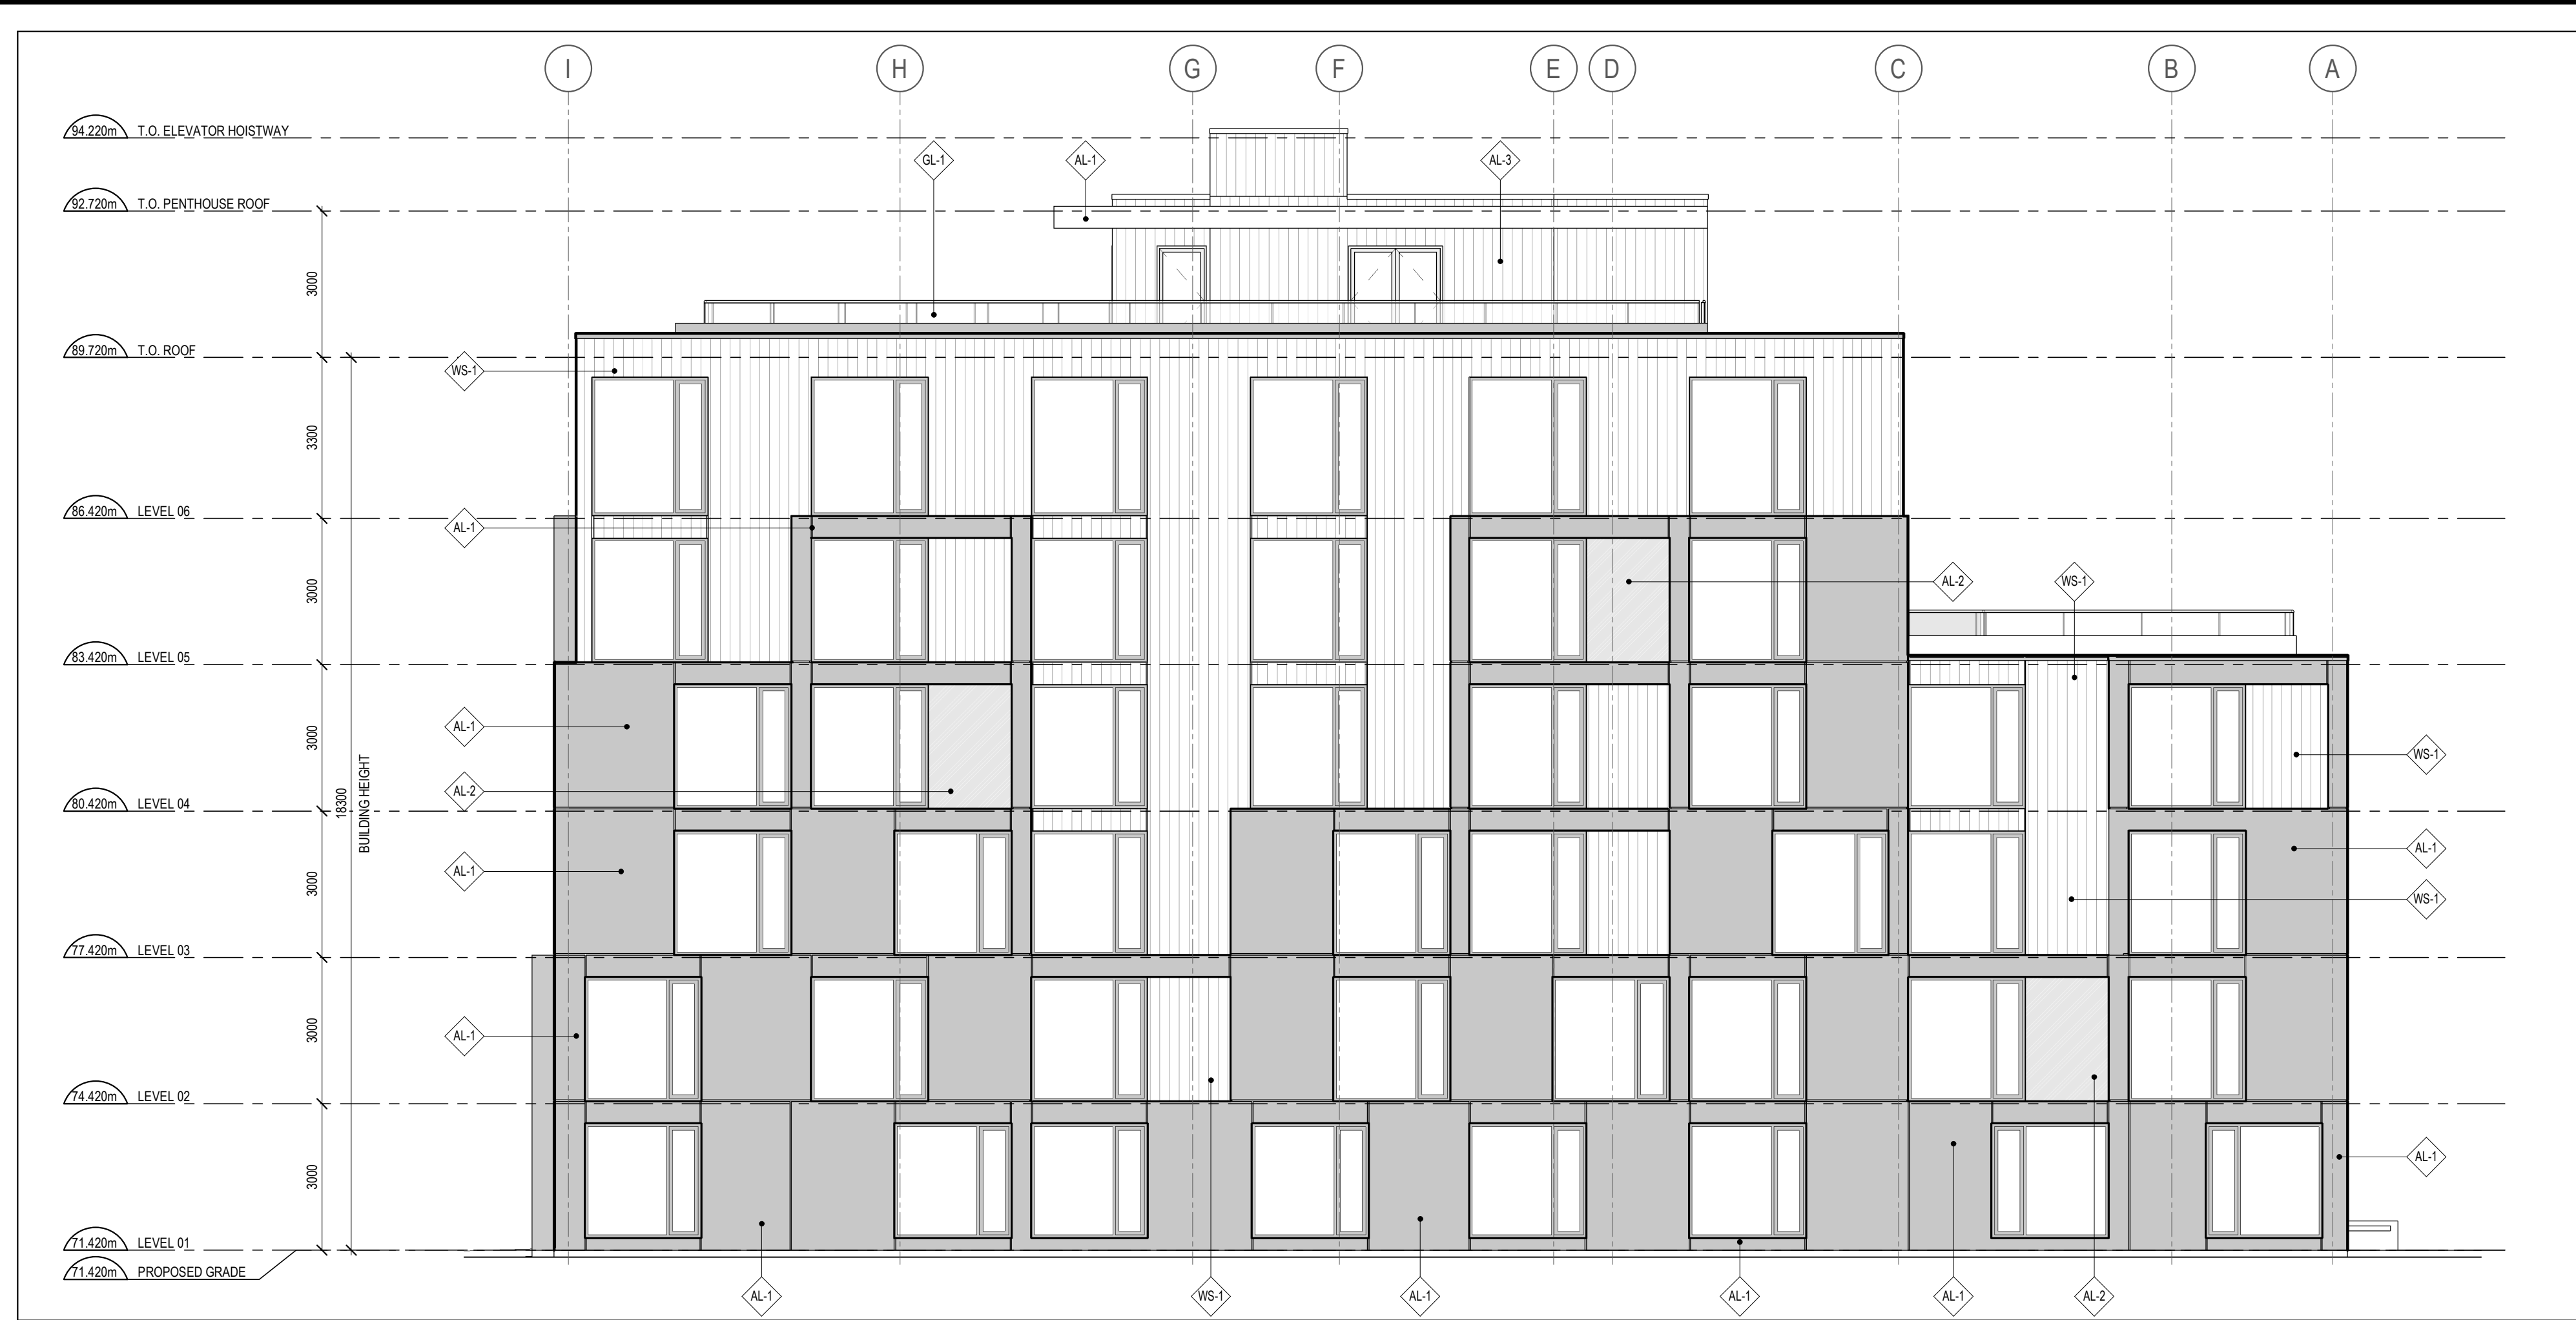 I
H
G
F
E
D
C
B
A
94.220m T.O. ELEVATOR HOISTWAY
GL-1
AL-1
AL-3
92.720m T.O. PENTHOUSE ROOF
3000
89.720m T.O. ROOF
WS-1
3300
86.420m LEVEL 06
AL-1
3000
AL-2
WS-1
83.420m LEVEL 05
AL-1
3000
WS-1
AL-2
80.420m LEVEL 04
18300
BUILDING HEIGHT
AL-1
3000
AL-1
WS-1
77.420m LEVEL 03
AL-1
3000
74.420m LEVEL 02
3000
AL-1
71.420m LEVEL 01
71.420m PROPOSED GRADE
AL-1
WS-1
AL-1
AL-1
AL-1
AL-2